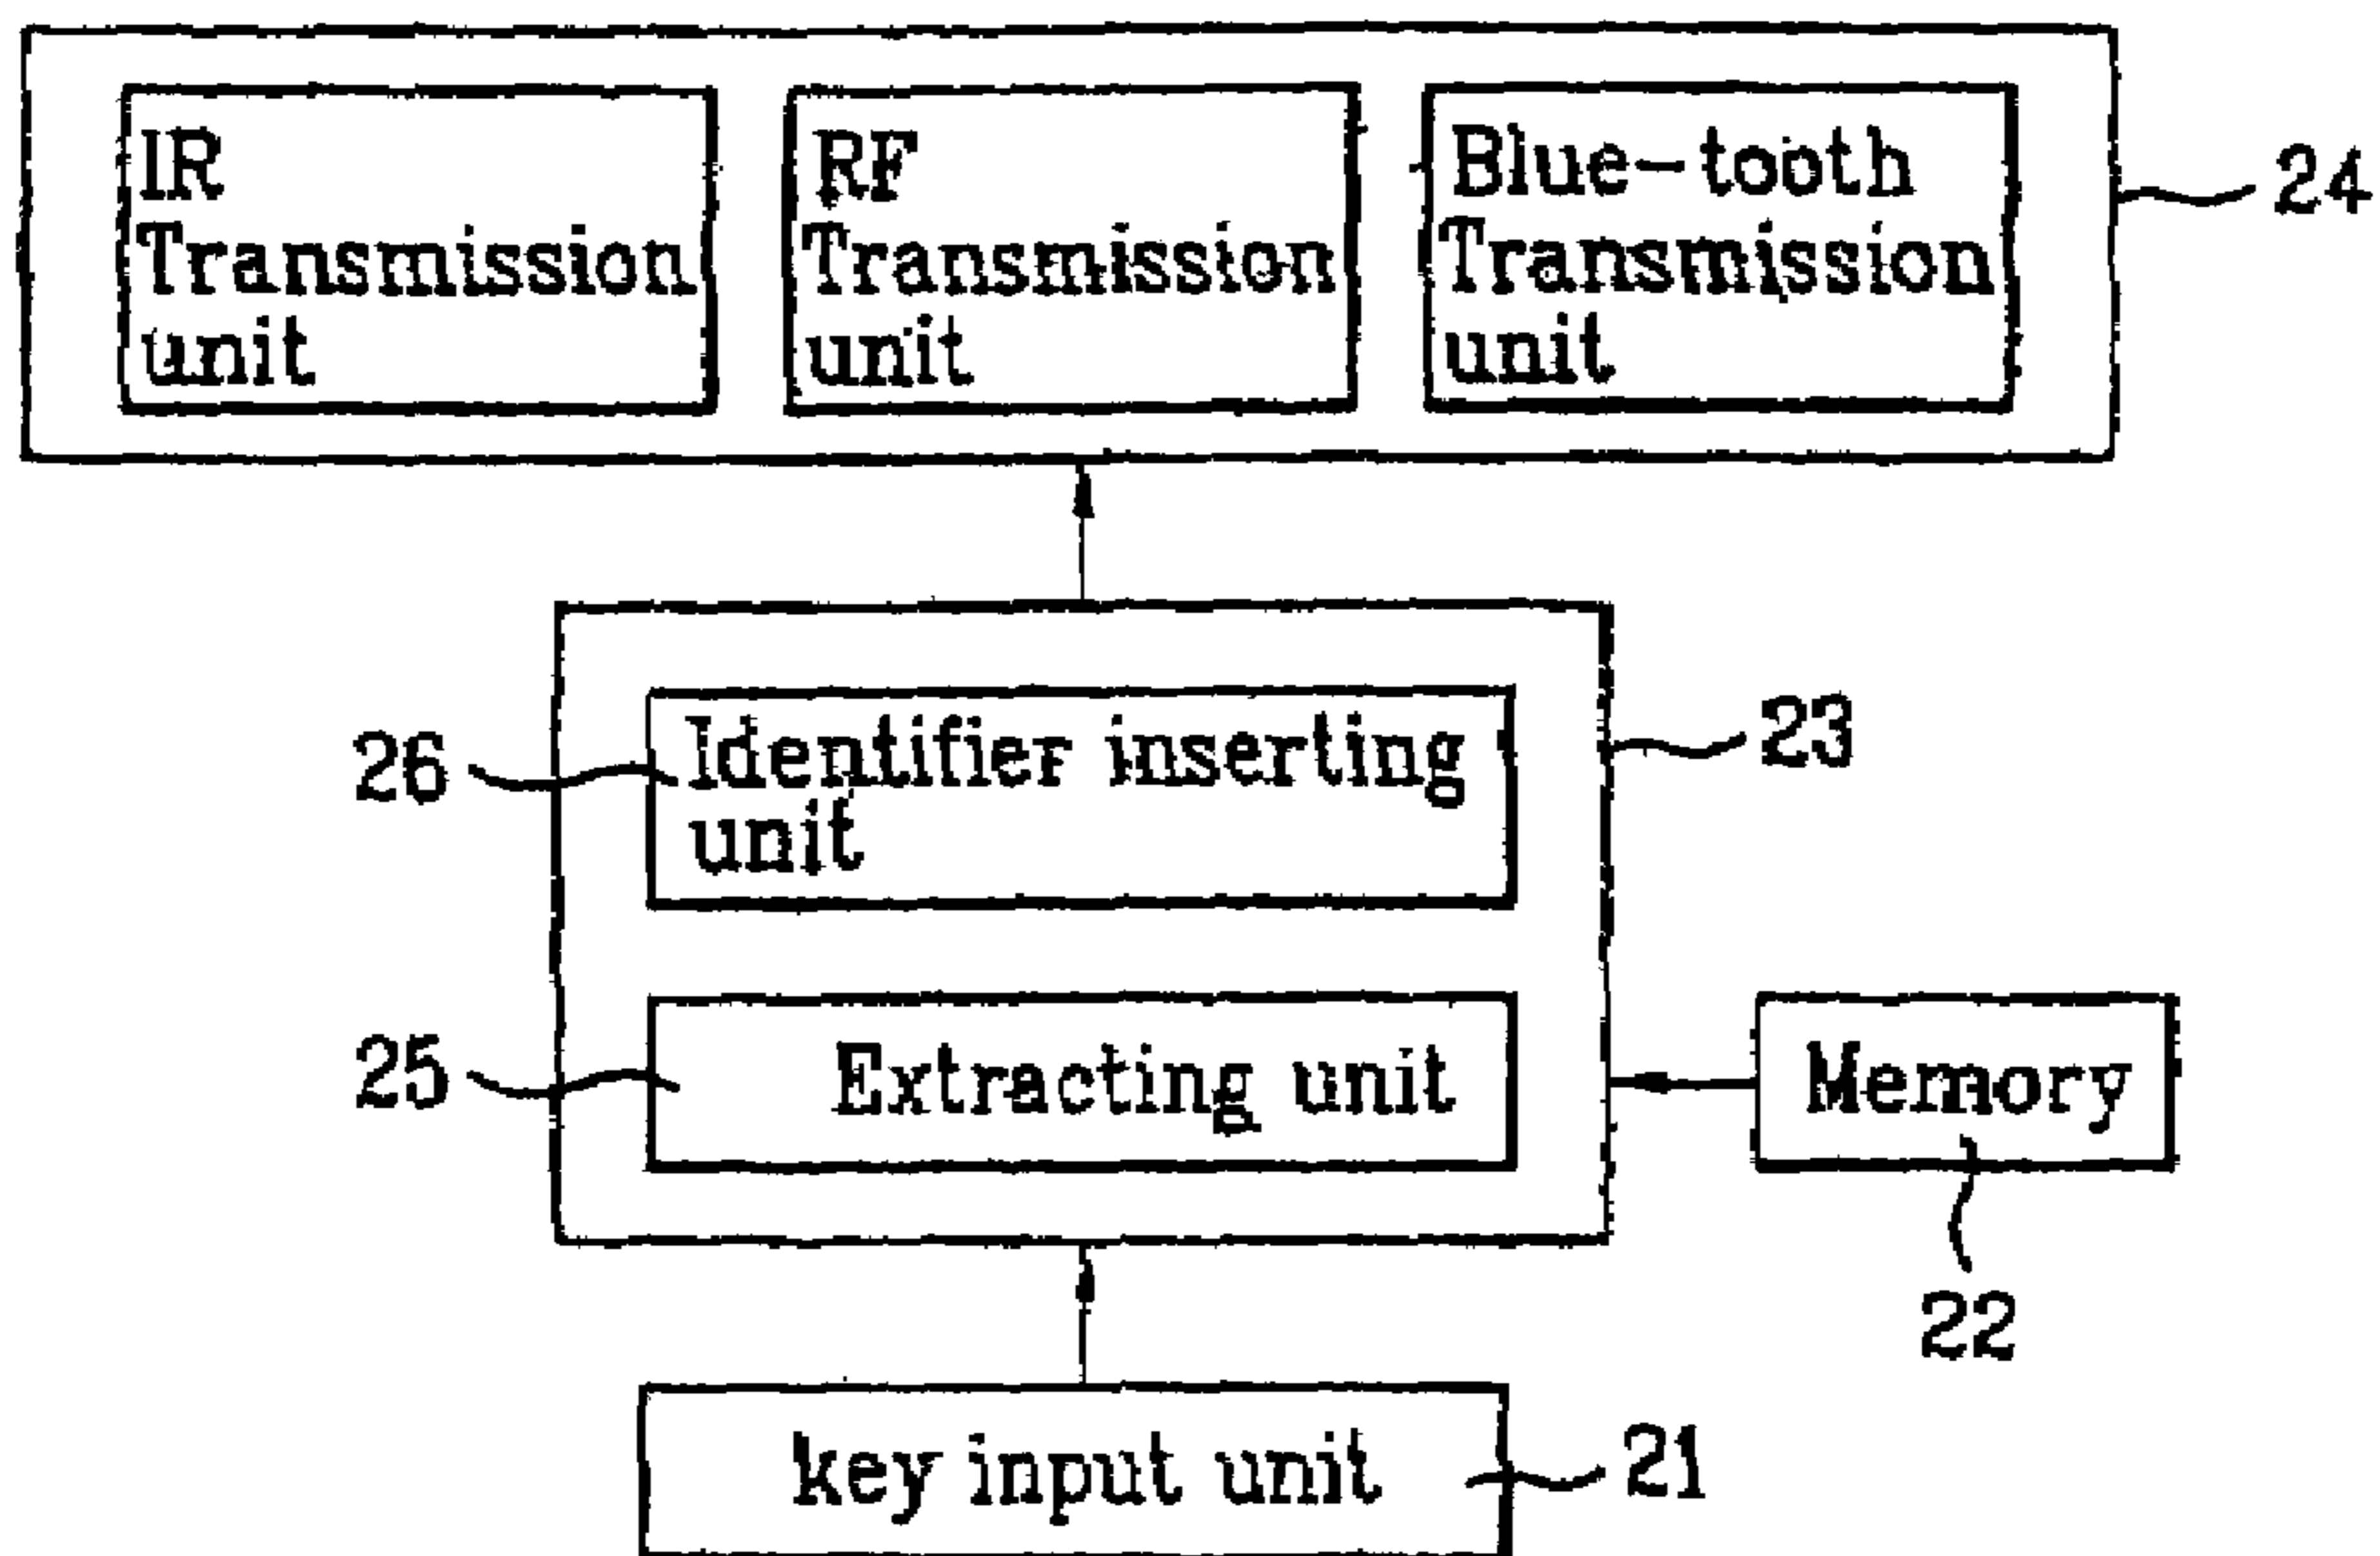 IR
Transmission
unit
RF
Transmission
unit
Blue-tooth
Transmission
unit
24
26
Identifier inserting
unit
23
25
Extracting unit
Memory
22
key input unit
21